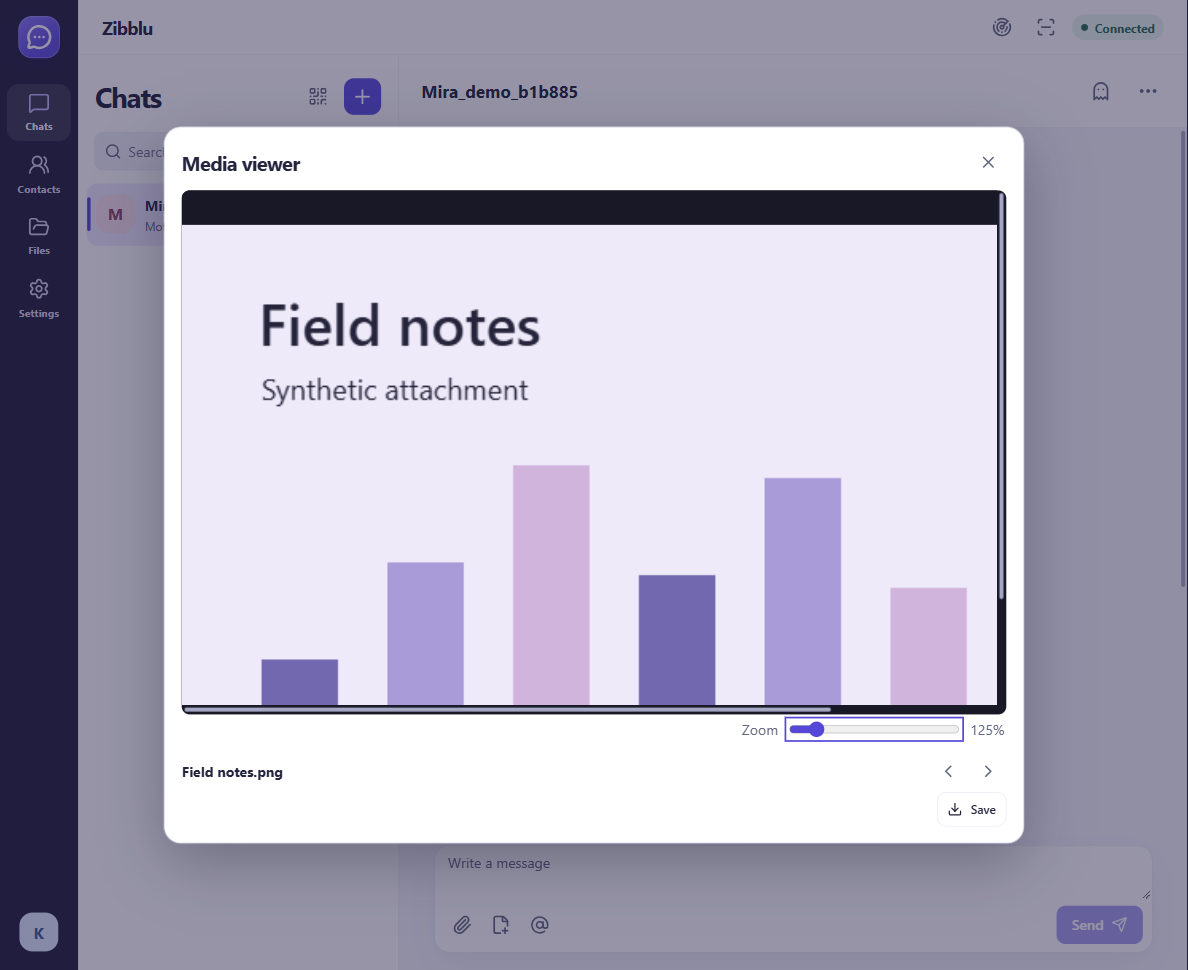 Zibblu
Connected
Chats
Contacts
Files
Settings
K
Chats
Mira_demo_b1b885
M
Media viewer
Field notes
Synthetic attachment
Zoom
125%
Field notes.png
Save
Write a message
Send